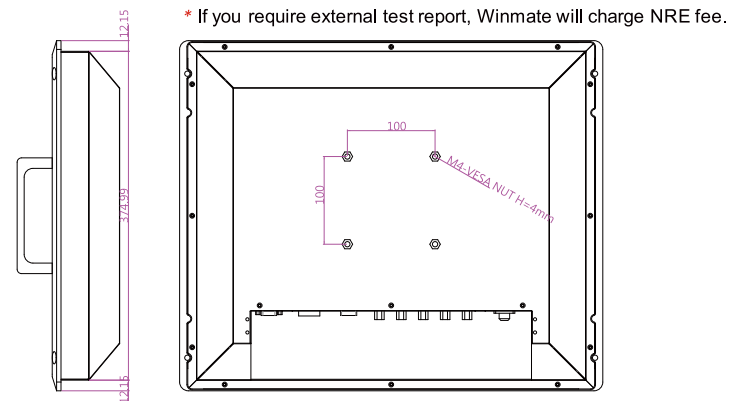 * If you require external test report, Winmate will charge NRE fee.
12.15
100
M4-VESA NUT H=4mm
100
374.99
12.15